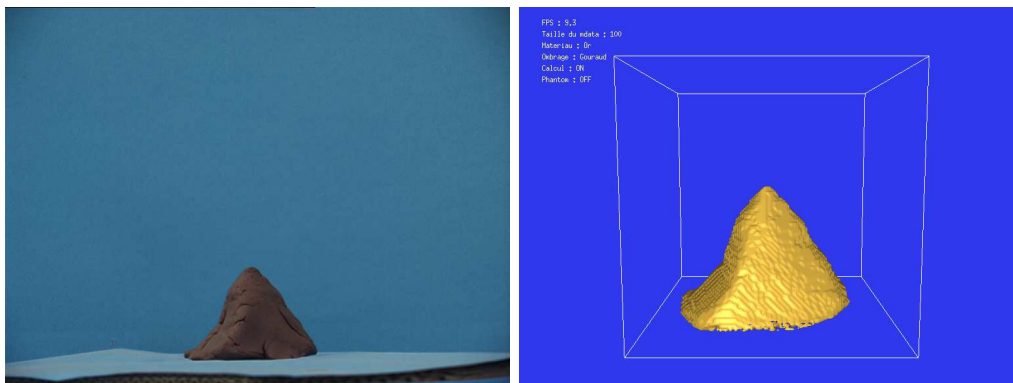 FPS : 9.3
Taille du mdata : 100
Materiau : Or
Ombrage : Gouraud
Calcul : ON
Phantom : OFF